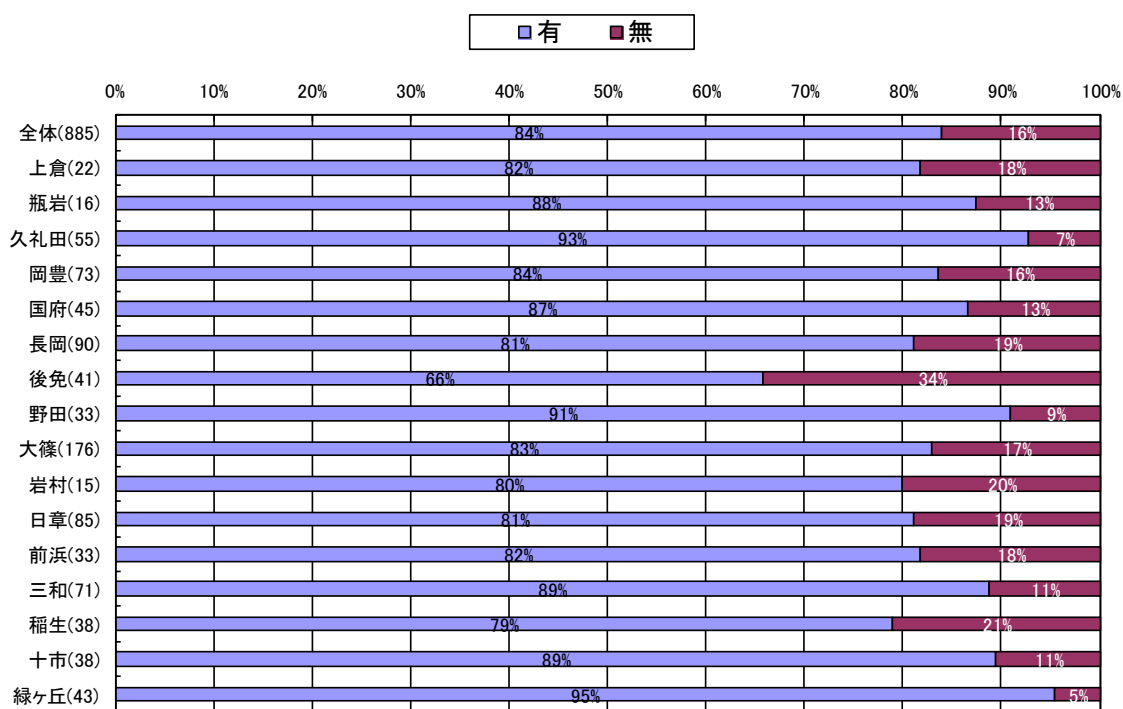 有 無
0% 10% 20% 30% 40% 50% 60% 70% 80% 90% 100%
全体(885) 84% 16%
上倉(22) 82% 18%
瓶岩(16) 88% 13%
久礼田(55) 93% 7%
岡豊(73) 84% 16%
国府(45) 87% 13%
長岡(90) 81% 19%
後免(41) 66% 34%
野田(33) 91% 9%
大篠(176) 83% 17%
岩村(15) 80% 20%
日章(85) 81% 19%
前浜(33) 82% 18%
三和(71) 89% 11%
稲生(38) 79% 21%
十市(38) 89% 11%
緑ヶ丘(43) 95% 5%